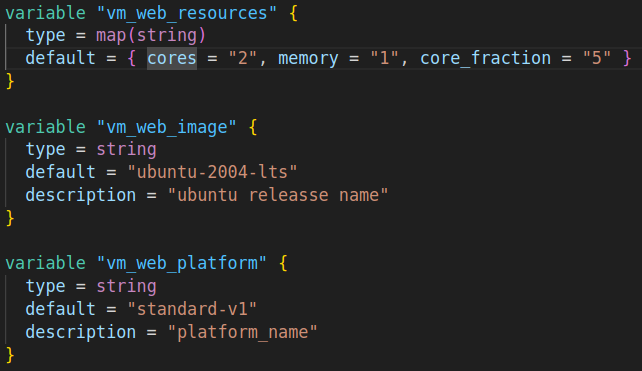 variable "vm_web_resources" {
  type = map(string)
  default = { cores = "2", memory = "1", core_fraction = "5" }
}
variable "vm_web_image" {
  type = string
  default = "ubuntu-2004-lts"
  description = "ubuntu releasse name"
}
variable "vm_web_platform" {
  type = string
  default = "standard-v1"
  description = "platform_name"
}